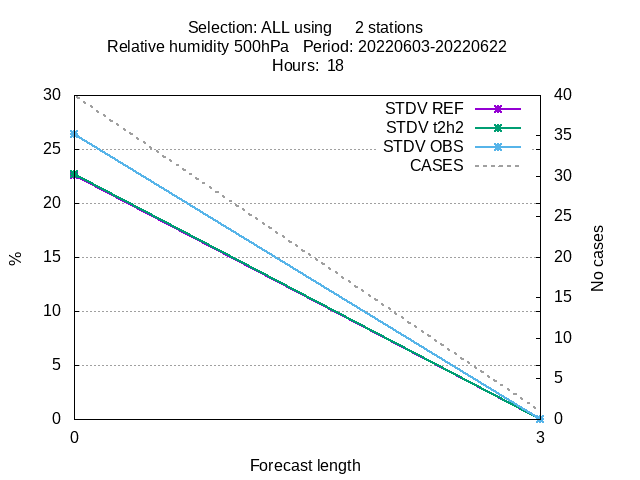 Selection: ALL using     2 stations
Relative humidity 500hPa   Period: 20220603-20220622
Hours:  18
STDV REF
STDV t2h2
STDV OBS
CASES
30
25
20
15
10
5
0
%
40
35
30
25
20
15
10
5
0
No cases
0
3
Forecast length